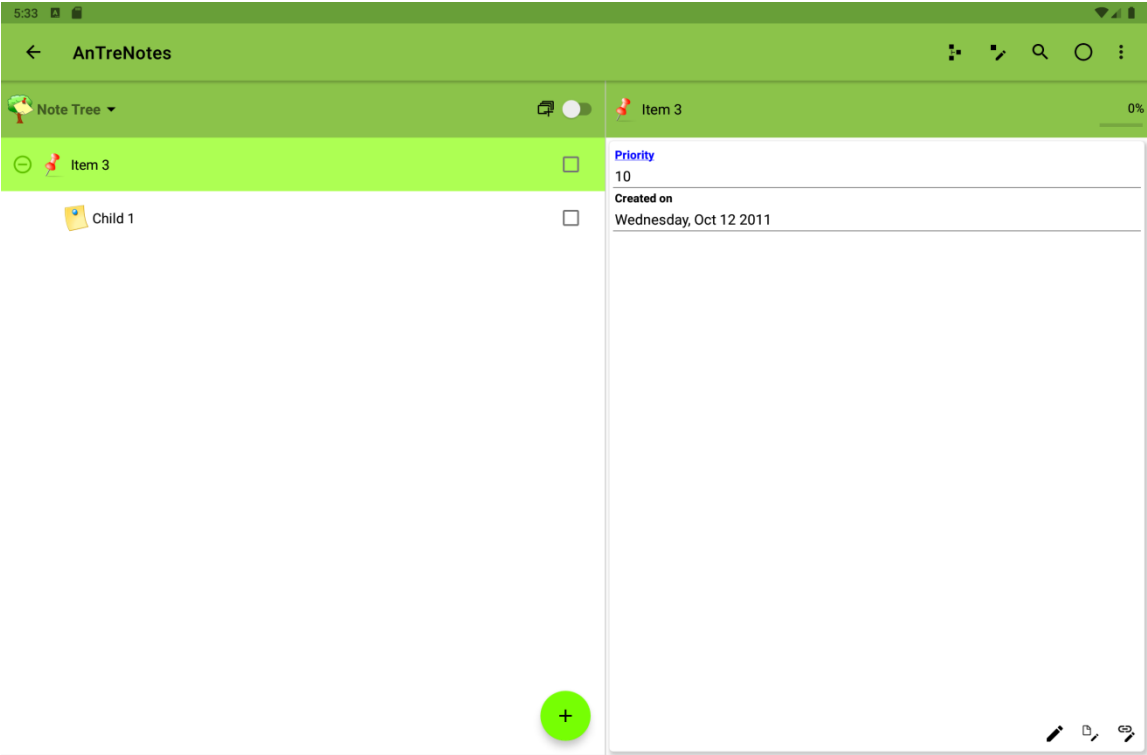 5:33
AnTreNotes
Note Tree
Item 3
Child 1
Item 3
0%
Priority
10
Created on
Wednesday, Oct 12 2011